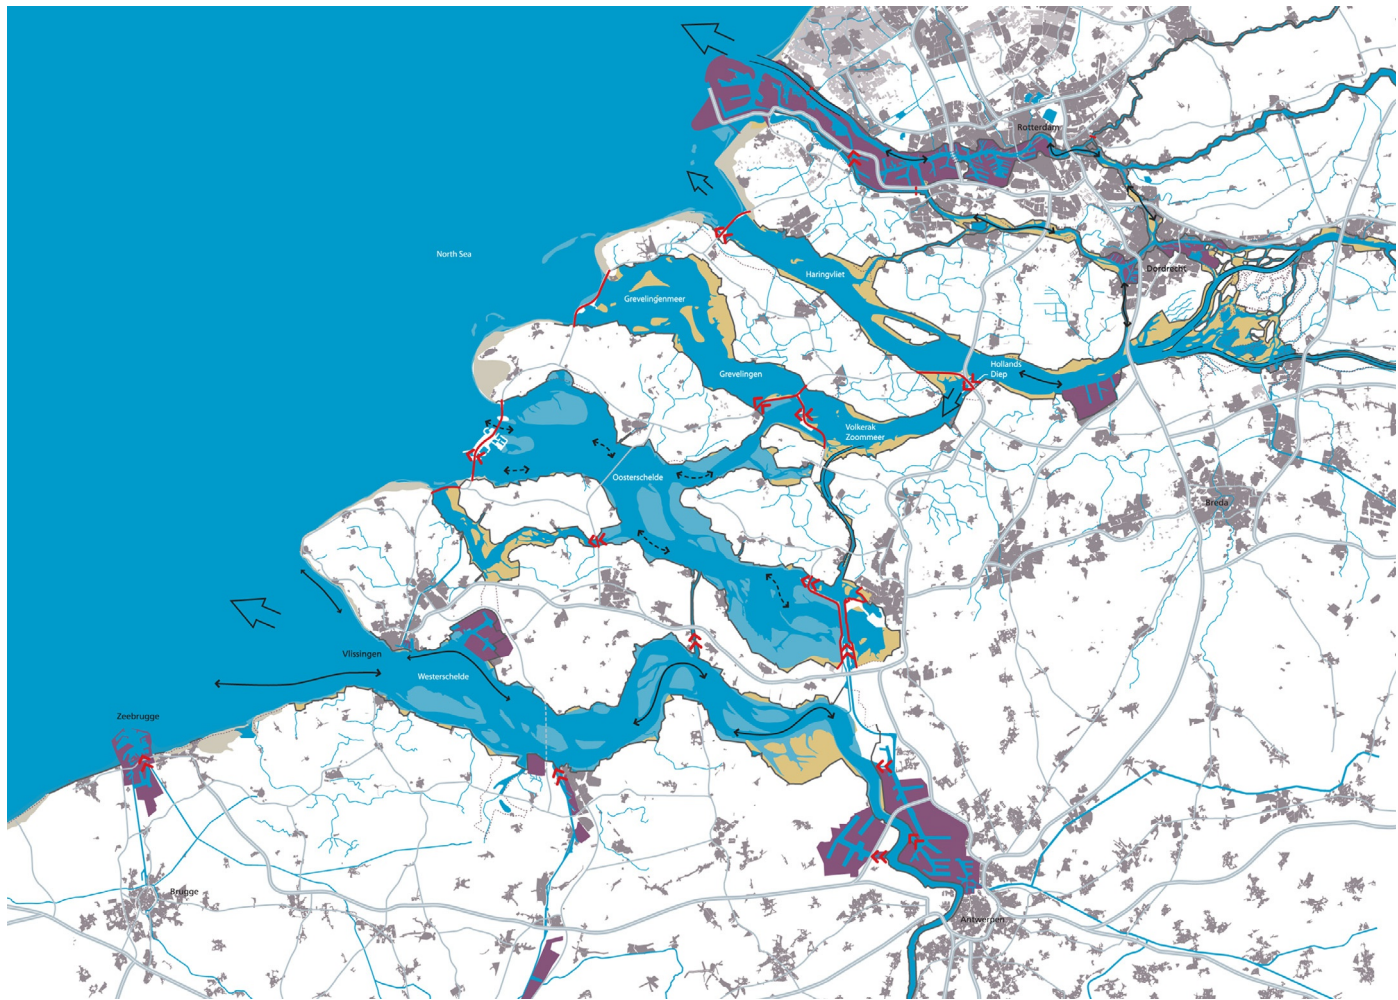 Rotterdam
North Sea
Haringvliet
Dordrecht
Grevelingenmeer
Hollands
Diep
Grevelingen
Volkerak
Zoommeer
Oosterschelde
Breda
Vlissingen
Westerschelde
Zeebrugge
Brugge
Antwerpen